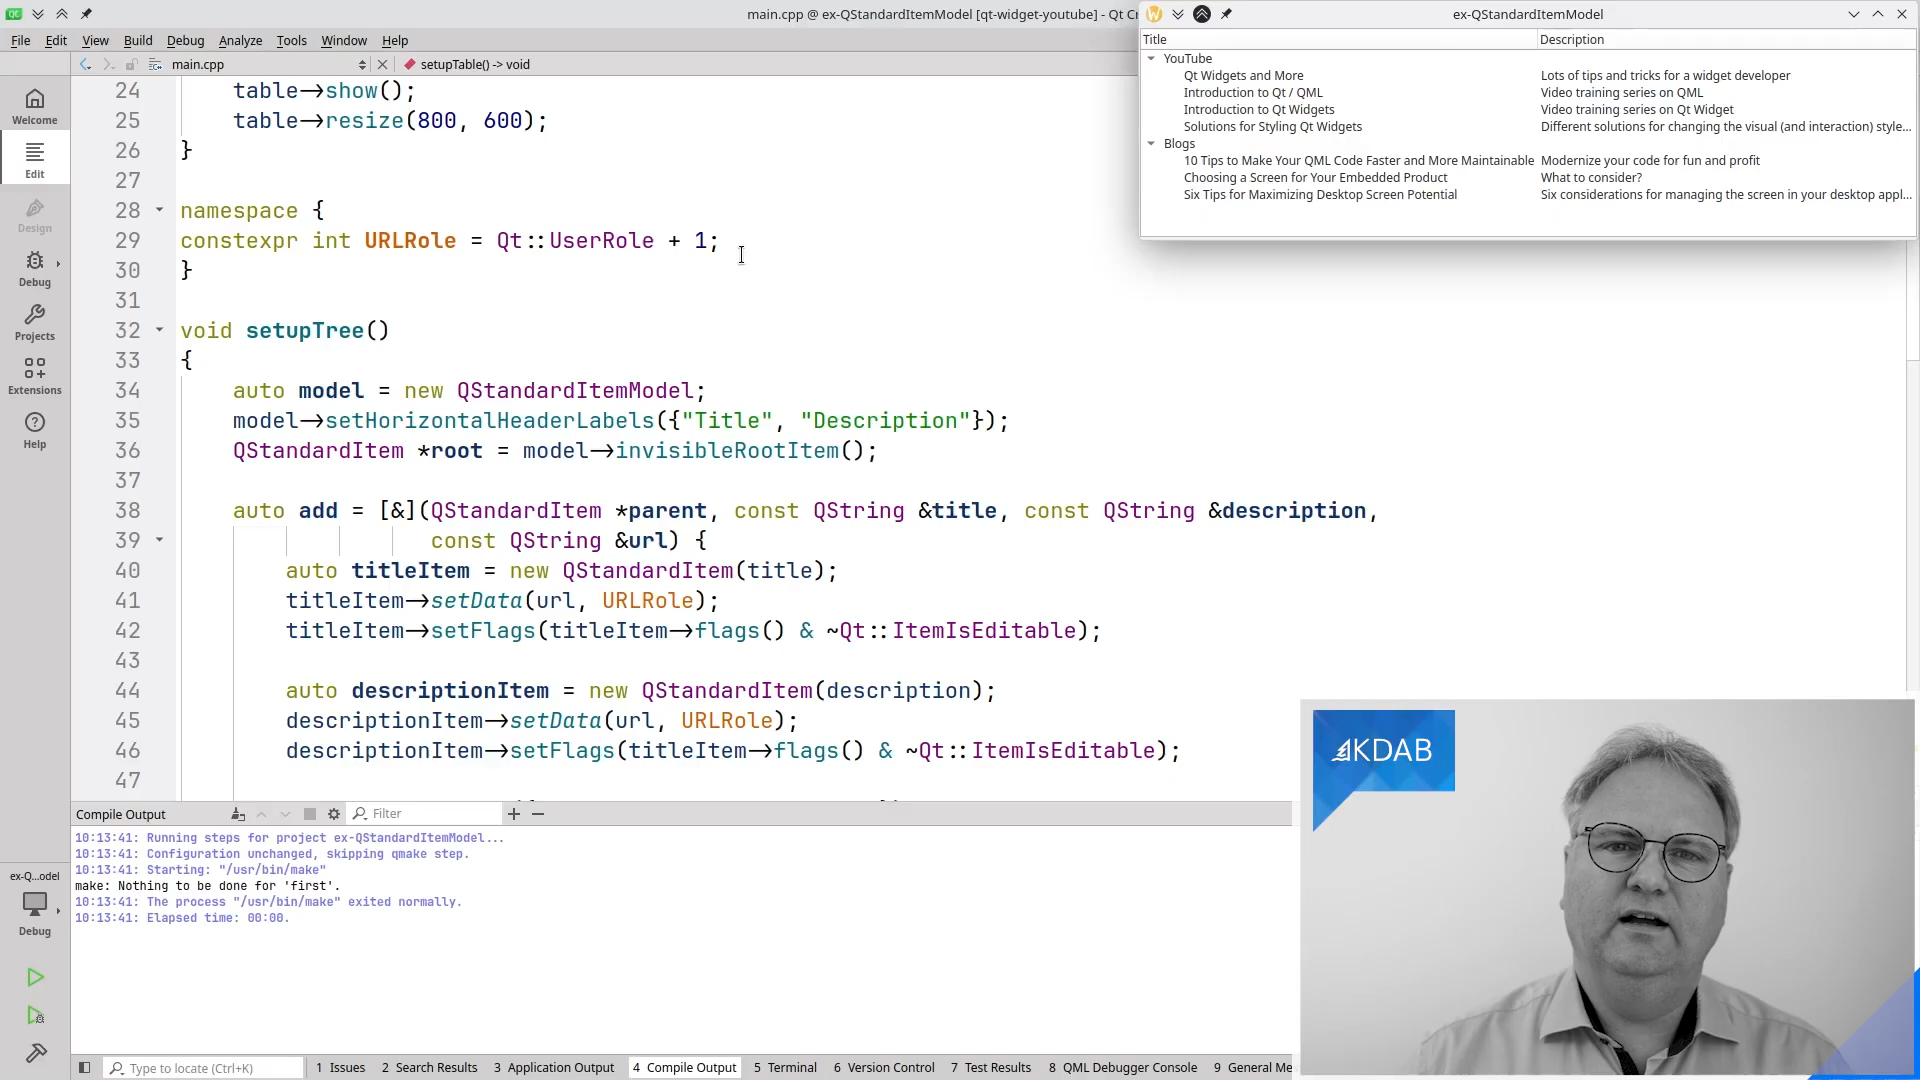 main.cpp @ ex-QStandardItemModel [qt-widget-youtube] - Qt Cr
File Edit View Build Debug Analyze Tools Window Help
main.cpp
setupTable() -> void
Welcome
Edit
Design
Debug
Projects
Extensions
Help
24 table->show();
25 table->resize(800, 600);
26 }
27
28 namespace {
29 constexpr int URLRole = Qt::UserRole + 1;
30 }
31
32 void setupTree()
33 {
34 auto model = new QStandardItemModel;
35 model->setHorizontalHeaderLabels({"Title", "Description"});
36 QStandardItem *root = model->invisibleRootItem();
37
38 auto add = [&](QStandardItem *parent, const QString &title, const QString &description,
39 const QString &url) {
40 auto titleItem = new QStandardItem(title);
41 titleItem->setData(url, URLRole);
42 titleItem->setFlags(titleItem->flags() & ~Qt::ItemIsEditable);
43
44 auto descriptionItem = new QStandardItem(description);
45 descriptionItem->setData(url, URLRole);
46 descriptionItem->setFlags(titleItem->flags() & ~Qt::ItemIsEditable);
47
ex-QStandardItemModel
Title Description
YouTube
Qt Widgets and More Lots of tips and tricks for a widget developer
Introduction to Qt / QML Video training series on QML
Introduction to Qt Widgets Video training series on Qt Widget
Solutions for Styling Qt Widgets Different solutions for changing the visual (and interaction) style...
Blogs
10 Tips to Make Your QML Code Faster and More Maintainable Modernize your code for fun and profit
Choosing a Screen for Your Embedded Product What to consider?
Six Tips for Maximizing Desktop Screen Potential Six considerations for managing the screen in your desktop appl...
Compile Output
Filter
10:13:41: Running steps for project ex-QStandardItemModel...
10:13:41: Configuration unchanged, skipping qmake step.
10:13:41: Starting: "/usr/bin/make"
make: Nothing to be done for 'first'.
10:13:41: The process "/usr/bin/make" exited normally.
10:13:41: Elapsed time: 00:00.
ex-Q...odel
Debug
KDAB
Type to locate (Ctrl+K)
1 Issues 2 Search Results 3 Application Output 4 Compile Output 5 Terminal 6 Version Control 7 Test Results 8 QML Debugger Console 9 General Me